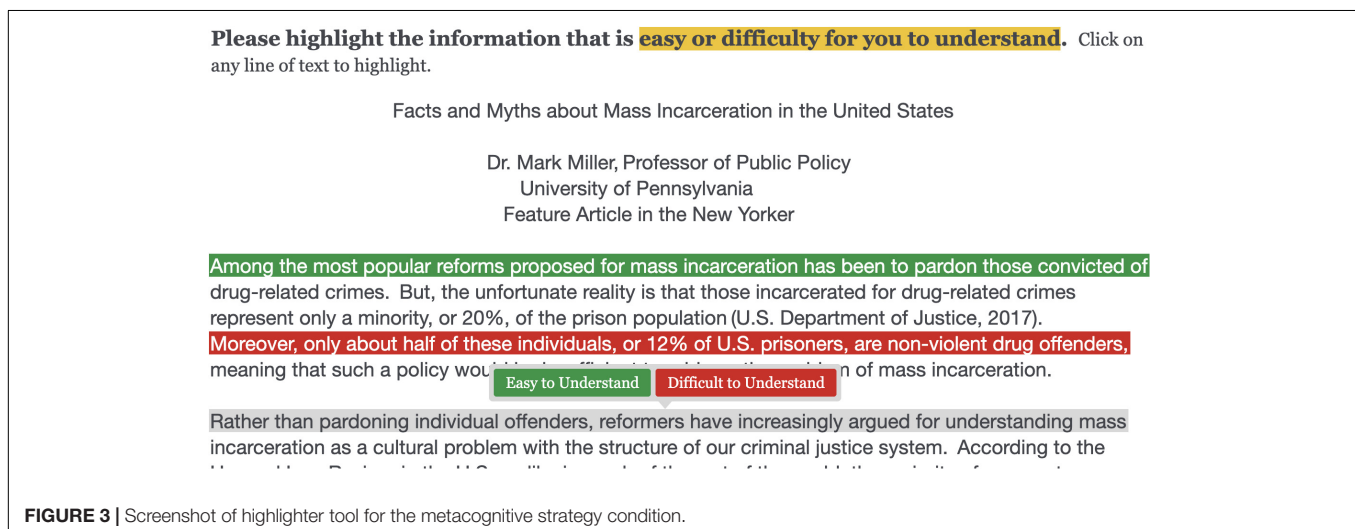 Please highlight the information that is easy or difficulty for you to understand. Click on
any line of text to highlight.
Facts and Myths about Mass Incarceration in the United States
Dr. Mark Miller, Professor of Public Policy
University of Pennsylvania
Feature Article in the New Yorker
Among the most popular reforms proposed for mass incarceration has been to pardon those convicted of
drug-related crimes. But, the unfortunate reality is that those incarcerated for drug-related crimes
represent only a minority, or 20%, of the prison population (U.S. Department of Justice, 2017).
Moreover, only about half of these individuals, or 12% of U.S. prisoners, are non-violent drug offenders,
meaning that such a policy of mass incarceration.
Easy to Understand Difficult to Understand
Rather than pardoning individual offenders, reformers have increasingly argued for understanding mass
incarceration as a cultural problem with the structure of our criminal justice system. According to the
FIGURE 3 | Screenshot of highlighter tool for the metacognitive strategy condition.